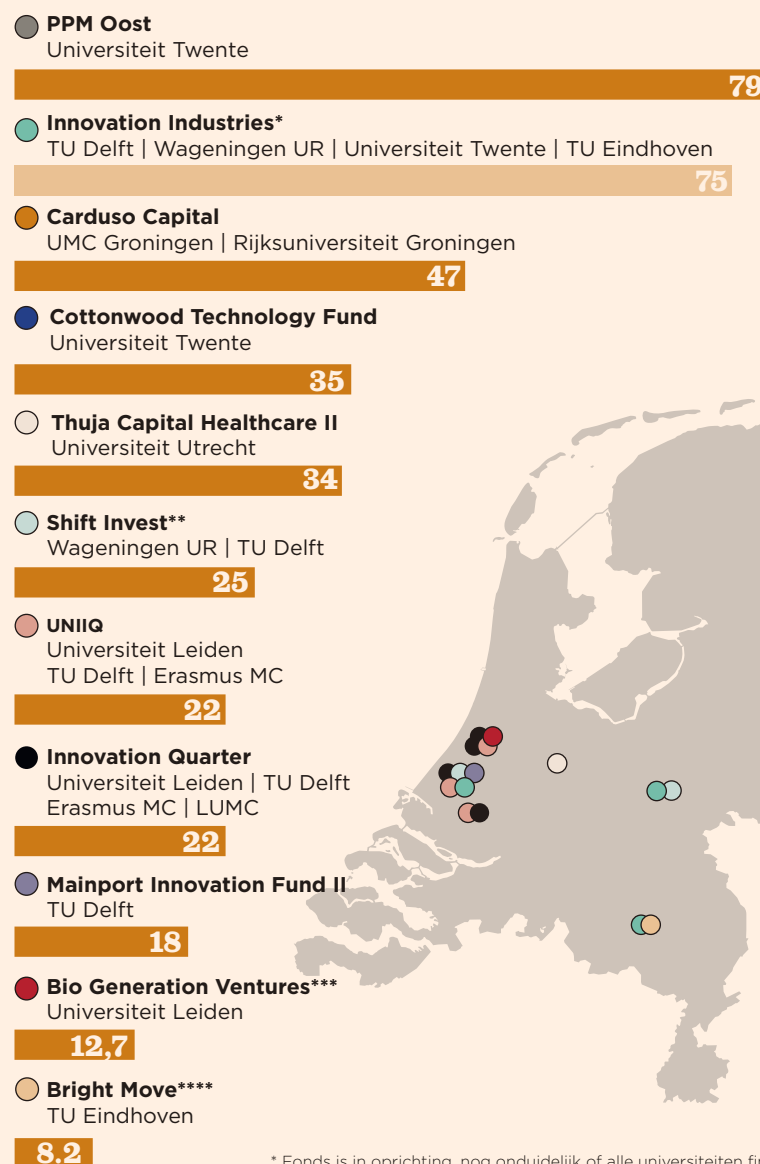 PPM Oost
Universiteit Twente
79
Innovation Industries*
TU Delft | Wageningen UR | Universiteit Twente | TU Eindhoven
75
Carduso Capital
UMC Groningen | Rijksuniversiteit Groningen
47
Cottonwood Technology Fund
Universiteit Twente
35
Thuja Capital Healthcare II
Universiteit Utrecht
34
Shift Invest**
Wageningen UR | TU Delft
25
UNIIQ
Universiteit Leiden
TU Delft | Erasmus MC
22
Innovation Quarter
Universiteit Leiden | TU Delft
Erasmus MC | LUMC
22
Mainport Innovation Fund II
TU Delft
18
Bio Generation Ventures***
Universiteit Leiden
12,7
Bright Move****
TU Eindhoven
8.2
* Fonds is in oprichting, nog onduidelijk of alle universiteiten